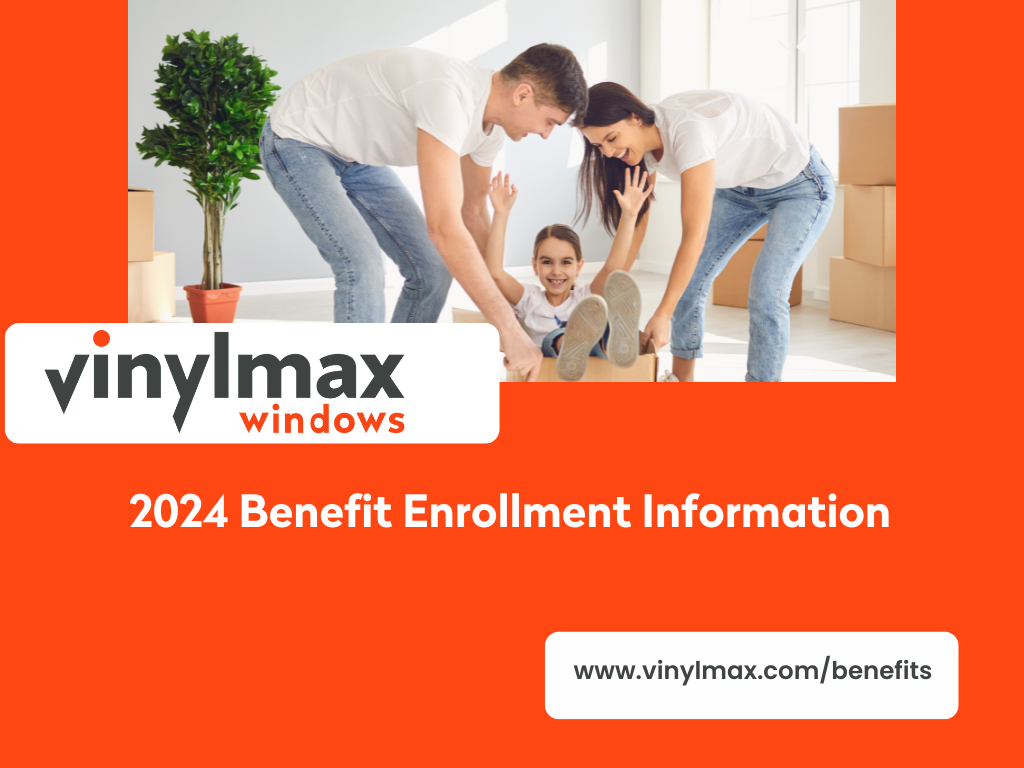 vinylmax
windows
2024 Benefit Enrollment Information
www.vinylmax.com/benefits